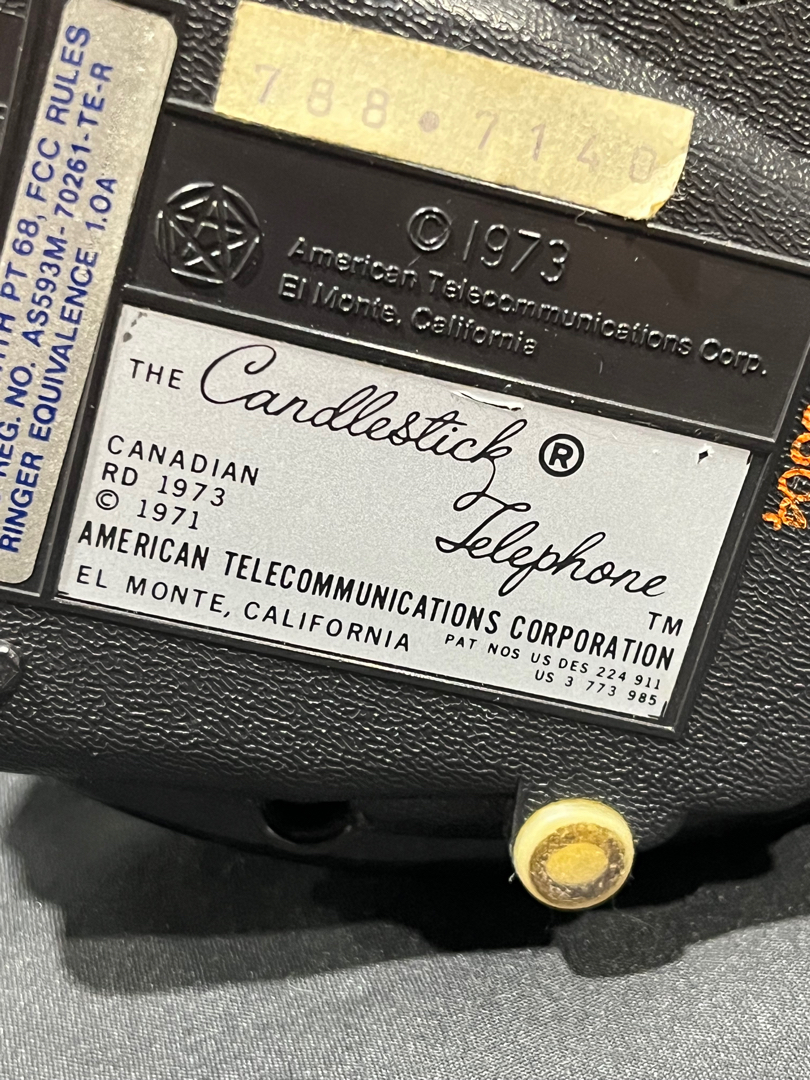 788•7140
©1973
American Telecommunications Corp.
El Monte, California
THE Candlestick ®
Telephone
TM
CANADIAN
RD 1973
© 1971
AMERICAN TELECOMMUNICATIONS CORPORATION
EL MONTE, CALIFORNIA
PAT NOS US DES 224 911
US 3 773 985
PT 68, FCC RULES
REG. NO. AS593M-70261-TE-R
RINGER EQUIVALENCE 1.0A